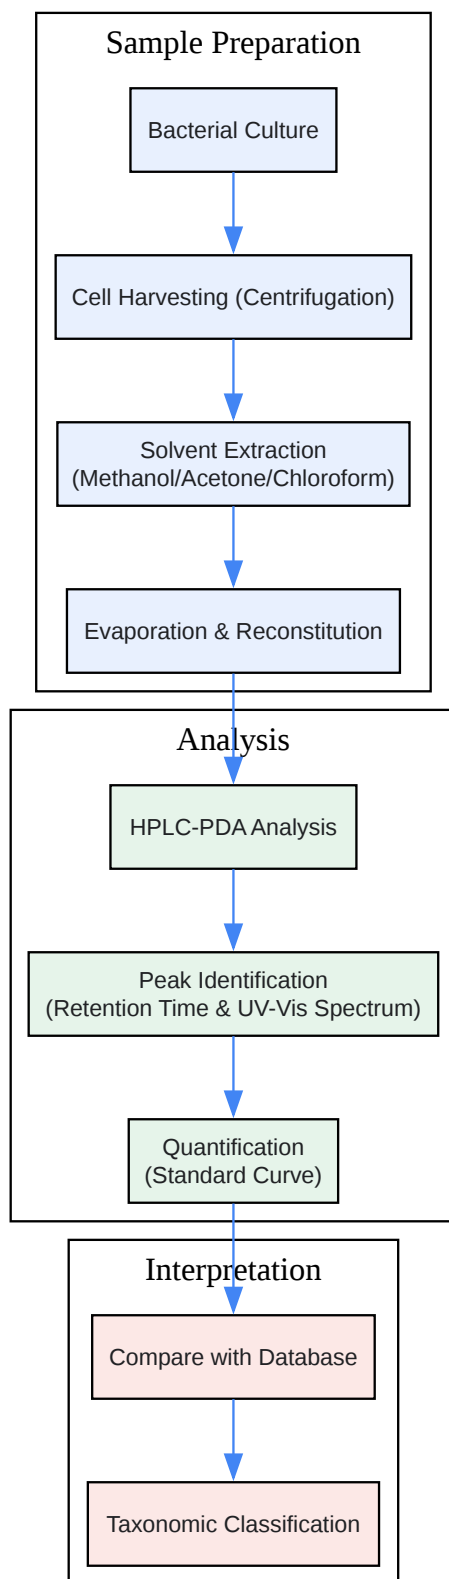 Sample Preparation
Bacterial Culture
Cell Harvesting (Centrifugation)
Solvent Extraction
(Methanol/Acetone/Chloroform)
Evaporation & Reconstitution
Analysis
HPLC-PDA Analysis
Peak Identification
(Retention Time & UV-Vis Spectrum)
Quantification
(Standard Curve)
Interpretation
Compare with Database
Taxonomic Classification